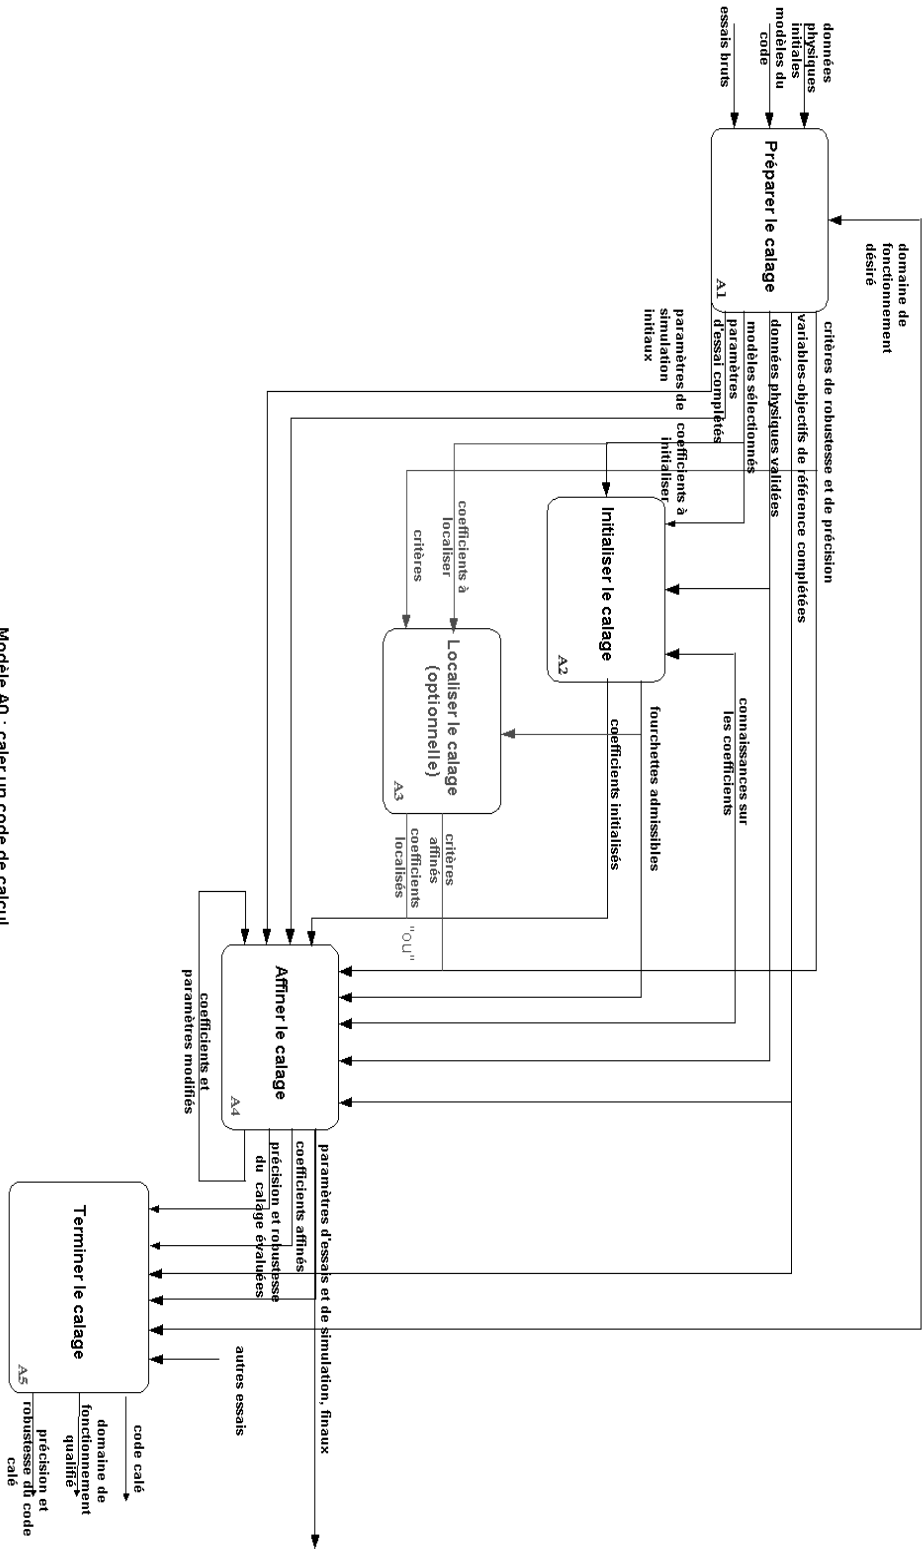 données
physiques
initiales
modèles du
code
essais bruts
Préparer le calage
A1
domaine de
fonctionnement
désiré
critères de robustesse et de précision
variables-objectifs de référence complétées
données physiques validées
modèles sélectionnés
paramètres
d'essai complétés
paramètres de
simulation
initiaux
coefficients à
initialiser
Initialiser le calage
A2
connaissances sur
les coefficients
fourchettes admissibles
coefficients initialisés
coefficients à
localiser
critères
Localiser le calage
(optionnelle)
A3
critères
affinés
coefficients
localisés
"ou"
Affiner le calage
A4
coefficients et
paramètres modifiés
paramètres d'essais et de simulation, finaux
coefficients affinés
précision et robustesse
du calage évaluées
Terminer le calage
A5
autres essais
code calé
domaine de
fonctionnement
qualifié
précision et
robustesse du code
calé
Modèle A0 : caler un code de calcul